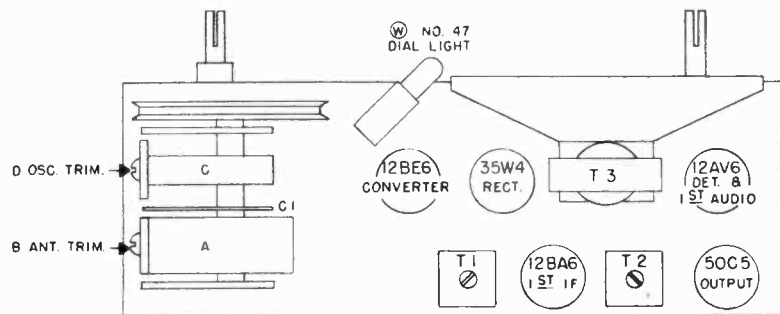 Ⓦ NO. 47
DIAL LIGHT
D OSC. TRIM.
C
C1
B ANT. TRIM.
A
12BE6
CONVERTER
35W4
RECT.
T 3
12AV6
DET. &
1ST AUDIO
T 1
12BA6
1ST IF
T 2
50C5
OUTPUT